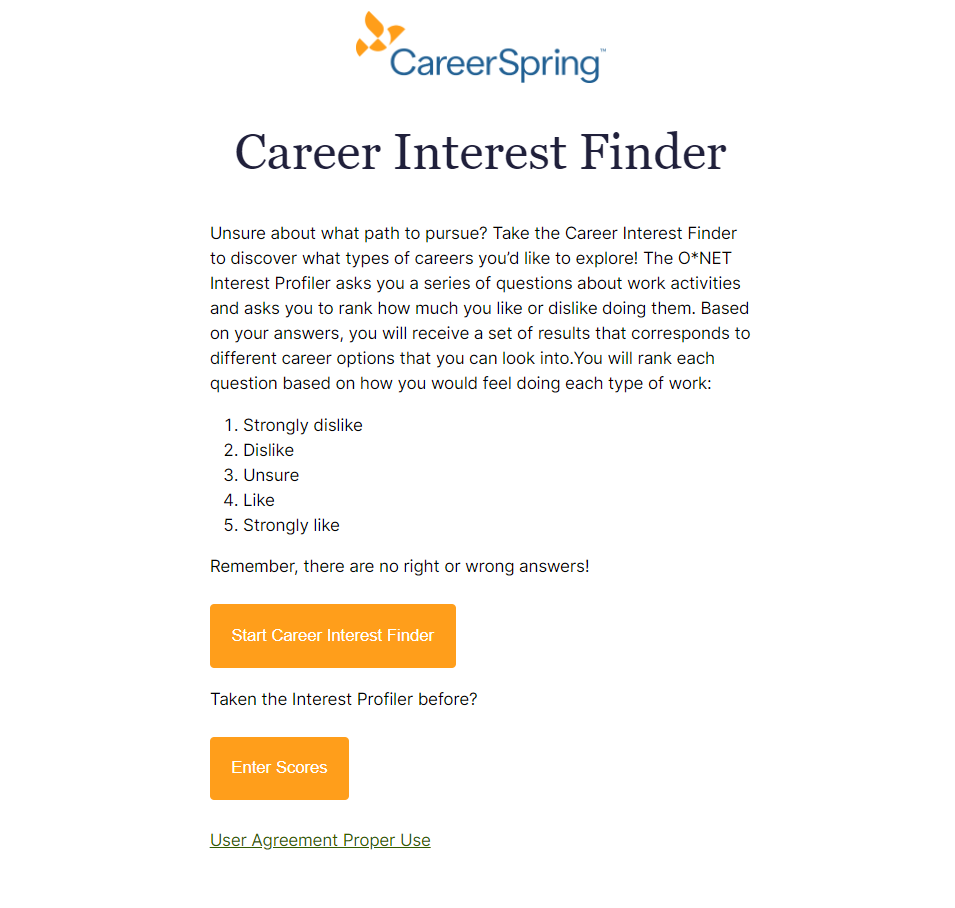 CareerSpring™
Career Interest Finder
Unsure about what path to pursue? Take the Career Interest Finder
to discover what types of careers you’d like to explore! The O*NET
Interest Profiler asks you a series of questions about work activities
and asks you to rank how much you like or dislike doing them. Based
on your answers, you will receive a set of results that corresponds to
different career options that you can look into.You will rank each
question based on how you would feel doing each type of work:
1. Strongly dislike
2. Dislike
3. Unsure
4. Like
5. Strongly like
Remember, there are no right or wrong answers!
Start Career Interest Finder
Taken the Interest Profiler before?
Enter Scores
User Agreement Proper Use